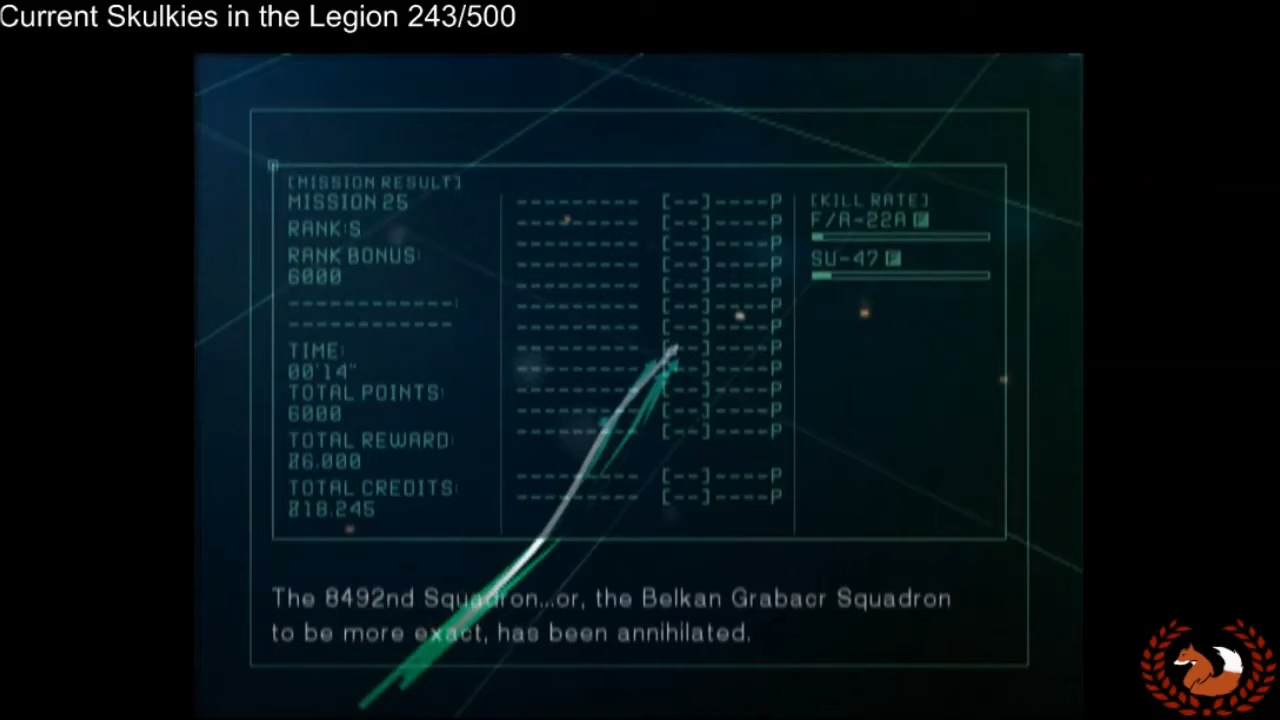 Current Skulkies in the Legion 243/500
[MISSION RESULT]
MISSION 25
RANK:S
RANK BONUS:
6000
------------:
------------
TIME:
00'14"
TOTAL POINTS:
6000
TOTAL REWARD:
Ƶ6.000
TOTAL CREDITS:
Ƶ18.245
------------ [--]----P
------------ [--]----P
------------ [--]----P
------------ [--]----P
------------ [--]----P
------------ [--]----P
------------ [--]----P
------------ [--]----P
------------ [--]----P
------------ [--]----P
------------ [--]----P
------------ [--]----P
------------ [--]----P
------------ [--]----P
[KILL RATE]
F/A-22A F
SU-47 F
The 8492nd Squadron...or, the Belkan Grabacr Squadron
to be more exact, has been annihilated.